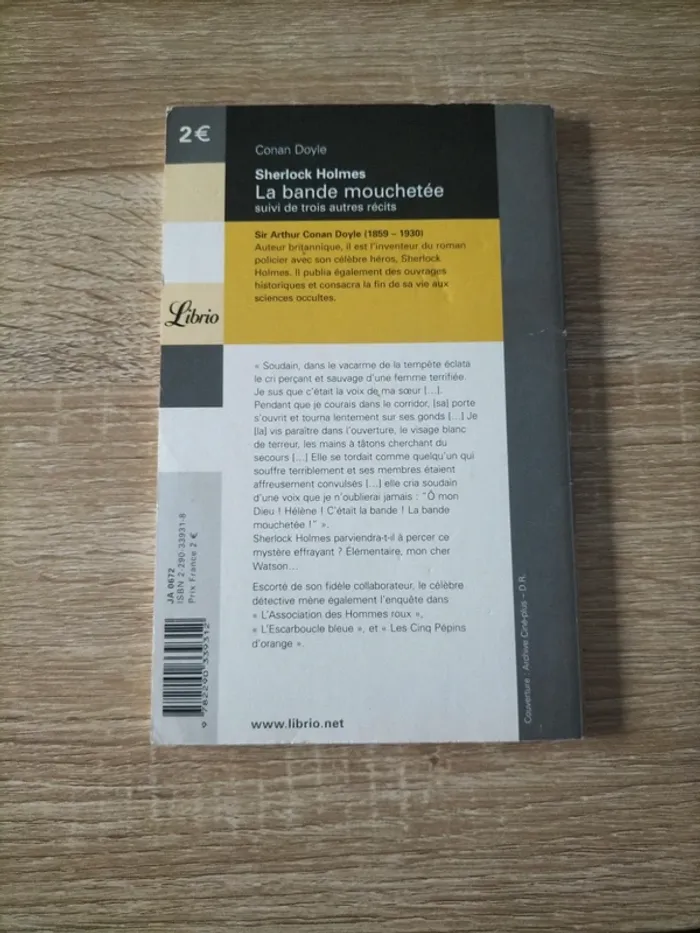 2 €
Conan Doyle
Sherlock Holmes
La bande mouchetée
suivi de trois autres récits
Sir Arthur Conan Doyle (1859 – 1930)
Auteur britannique, il est l'inventeur du roman
policier avec son célèbre héros, Sherlock
Holmes. Il publia également des ouvrages
historiques et consacra la fin de sa vie aux
sciences occultes.
Librio
« Soudain, dans le vacarme de la tempête éclata
le cri perçant et sauvage d'une femme terrifiée.
Je sus que c'était la voix de ma sœur [...].
Pendant que je courais dans le corridor, [sa] porte
s'ouvrit et tourna lentement sur ses gonds [...] Je
[la] vis paraître dans l'ouverture, le visage blanc
de terreur, les mains à tâtons cherchant du
secours [...] Elle se tordait comme quelqu'un qui
souffre terriblement et ses membres étaient
affreusement convulsés [...] elle cria soudain
d'une voix que je n'oublierai jamais : "Ô mon
Dieu ! Hélène ! C'était la bande ! La bande
mouchetée !" ».
Sherlock Holmes parviendra-t-il à percer ce
mystère effrayant ? Élémentaire, mon cher
Watson...
Escorté de son fidèle collaborateur, le célèbre
détective mène également l'enquête dans
« L'Association des Hommes roux »,
« L'Escarboucle bleue », et « Les Cinq Pépins
d'orange ».
www.librio.net
JA 0672
ISBN 2-290-33931-8
Prix France 2 €
9 782290 339312
Couverture : Archive Ciné-plus – D.R.